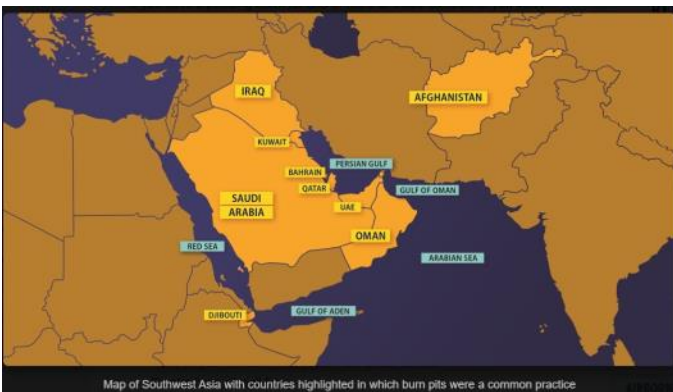 IRAQ
AFGHANISTAN
KUWAIT
PERSIAN GULF
BAHRAIN
QATAR
GULF OF OMAN
SAUDI
ARABIA
UAE
OMAN
RED SEA
ARABIAN SEA
DJIBOUTI
GULF OF ADEN
Map of Southwest Asia with countries highlighted in which burn pits were a common practice